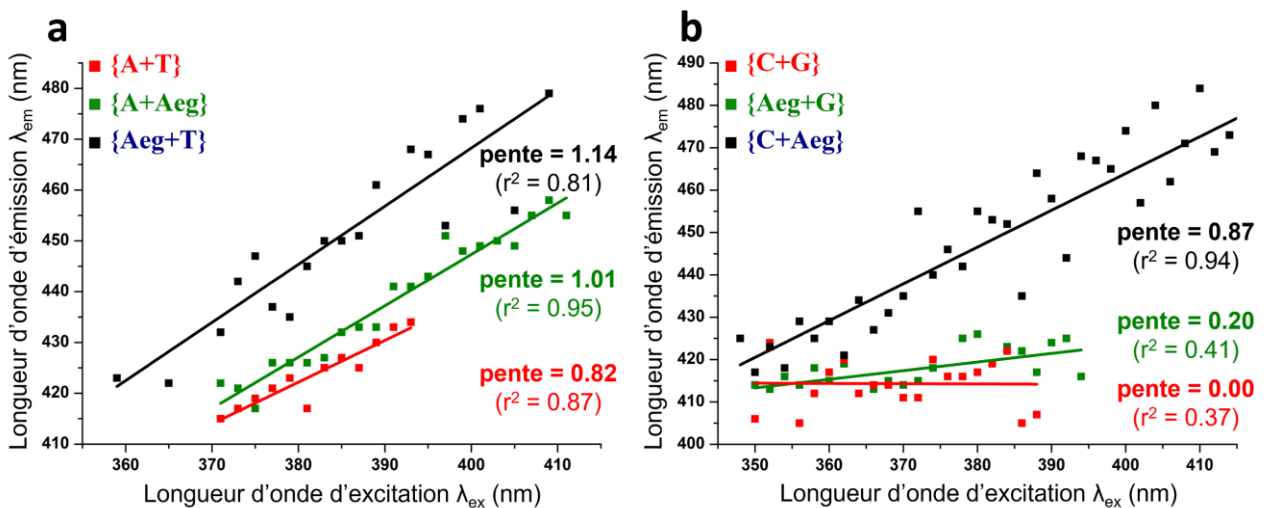 a
{A+T}
{A+Aeg}
{Aeg+T}
Longueur d'onde d'émission λem (nm)
480
470
460
450
440
430
420
410
pente = 1.14
(r² = 0.81)
pente = 1.01
(r² = 0.95)
pente = 0.82
(r² = 0.87)
360 370 380 390 400 410
Longueur d'onde d'excitation λex (nm)
b
{C+G}
{Aeg+G}
{C+Aeg}
Longueur d'onde d'émission λem (nm)
490
480
470
460
450
440
430
420
410
400
pente = 0.87
(r² = 0.94)
pente = 0.20
(r² = 0.41)
pente = 0.00
(r² = 0.37)
350 360 370 380 390 400 410
Longueur d'onde d'excitation λex (nm)